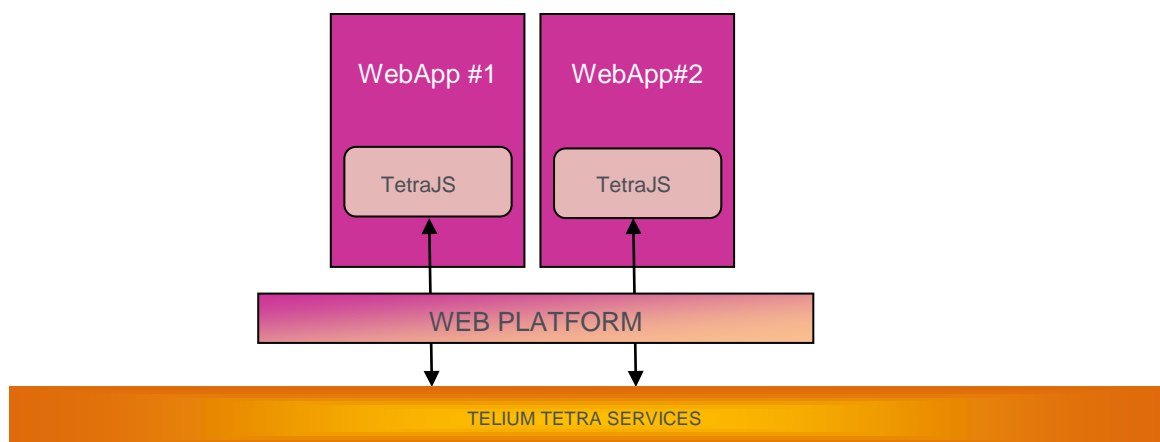 WebApp #1
WebApp#2
TetraJS
TetraJS
WEB PLATFORM
TELIUM TETRA SERVICES